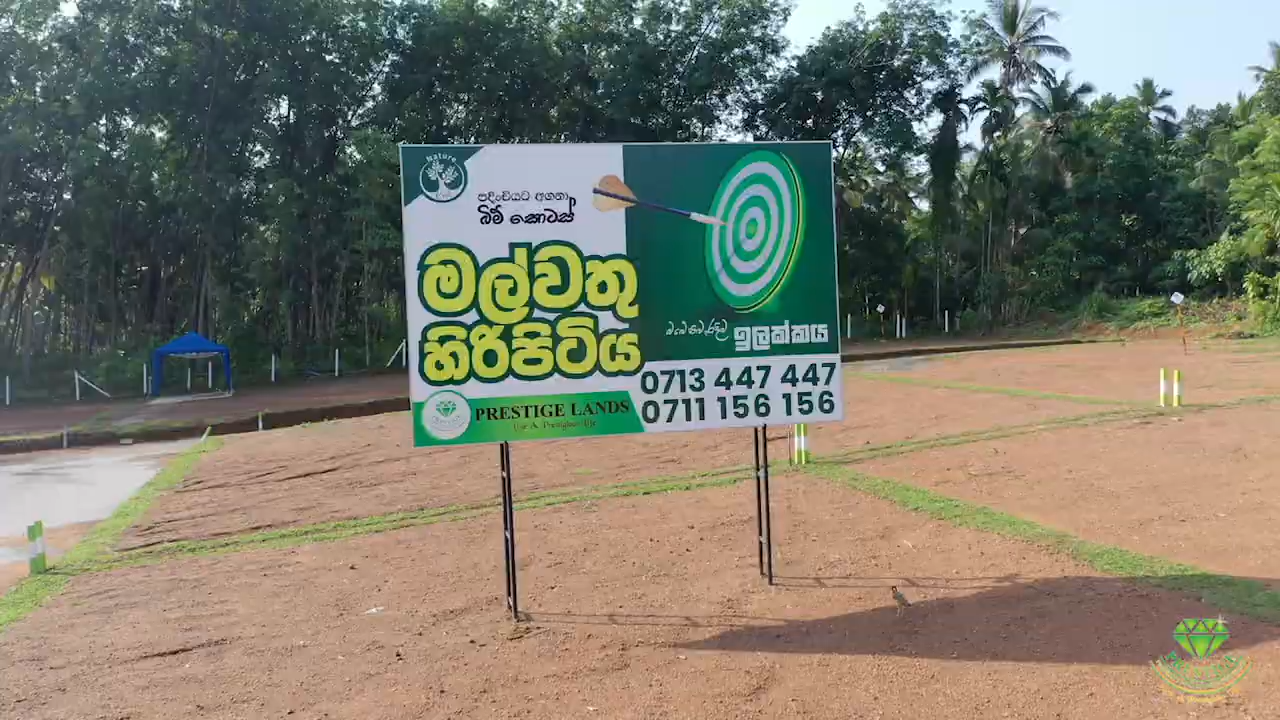 Nature
පදිංචියට අගනා
බිම් කොටස්
මල්වතු
හිරිපිටිය
ඉලක්කය
0713 447 447
0711 156 156
PRESTIGE LANDS